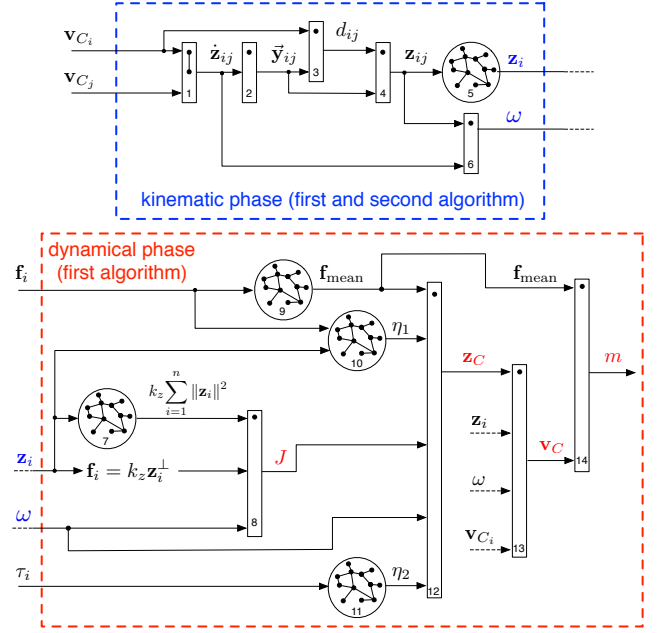 v_{C_i} ż_{ij} y⃗_{ij} d_{ij} z_{ij} z_i
v_{C_j} ω
1 2 3 4 5 6
kinematic phase (first and second algorithm)
dynamical phase
(first algorithm)
f_i f_mean f_mean
9
η_1
10
z_C m
k_z \sum_{i=1}^{n} ‖z_i‖^2
7
z_i
z_i f_i = k_z z_i^⊥ J v_C
14
ω ω
8
v_{C_i}
13
τ_i η_2
11 12